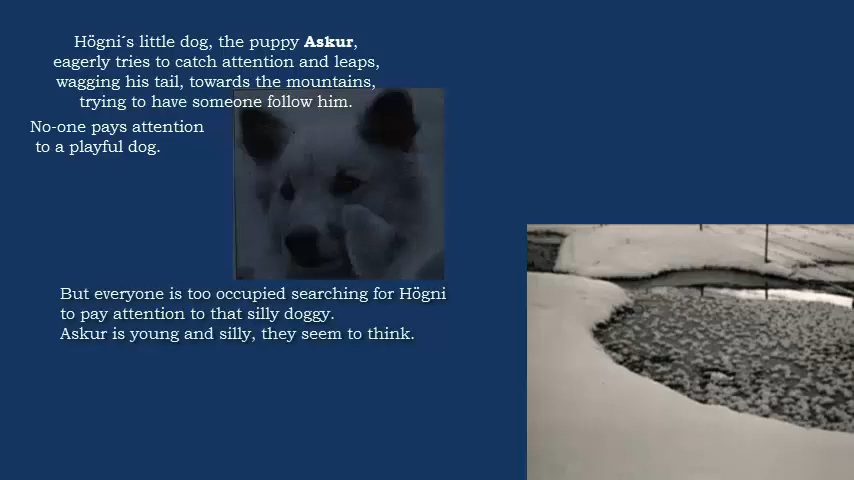 Högni´s little dog, the puppy Askur,
eagerly tries to catch attention and leaps,
wagging his tail, towards the mountains,
trying to have someone follow him.
No-one pays attention
to a playful dog.
But everyone is too occupied searching for Högni
to pay attention to that silly doggy.
Askur is young and silly, they seem to think.